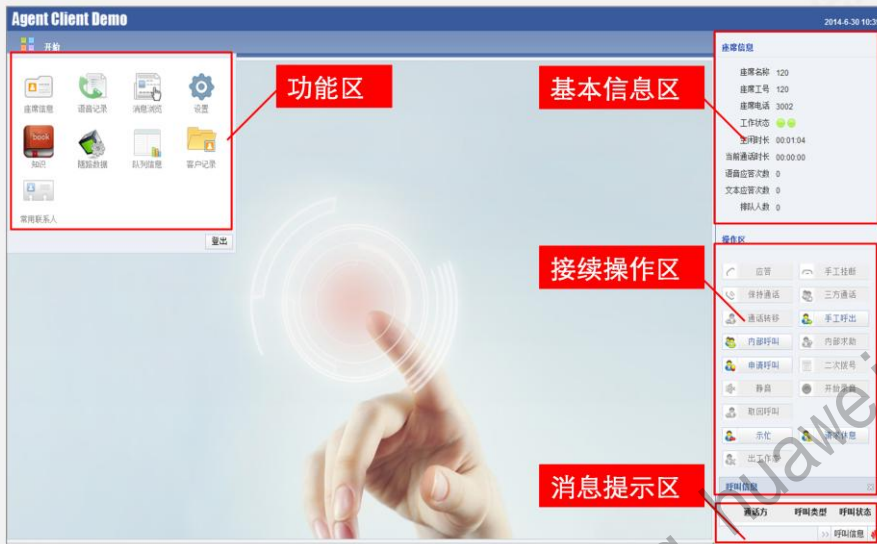 Agent Client Demo
2014-6-30 10:3
开始
座席信息
语音记录
消息浏览
设置
知识
随路数据
队列信息
客户记录
常用联系人
登出
功能区
基本信息区
接续操作区
消息提示区
座席信息
座席名称 120
座席工号 120
座席电话 3002
工作状态
空闲时长 00:01:04
当前通话时长 00:00:00
语音应答次数 0
文本应答次数 0
排队人数 0
操作区
应答 手工挂断
保持通话 三方通话
通话转移 手工呼出
内部呼叫 内部求助
申请呼叫 二次拨号
静音 开始录音
取回呼叫
示忙 请求休息
出工作态
呼叫信息
通话方 呼叫类型 呼叫状态
>> 呼叫信息
huawei